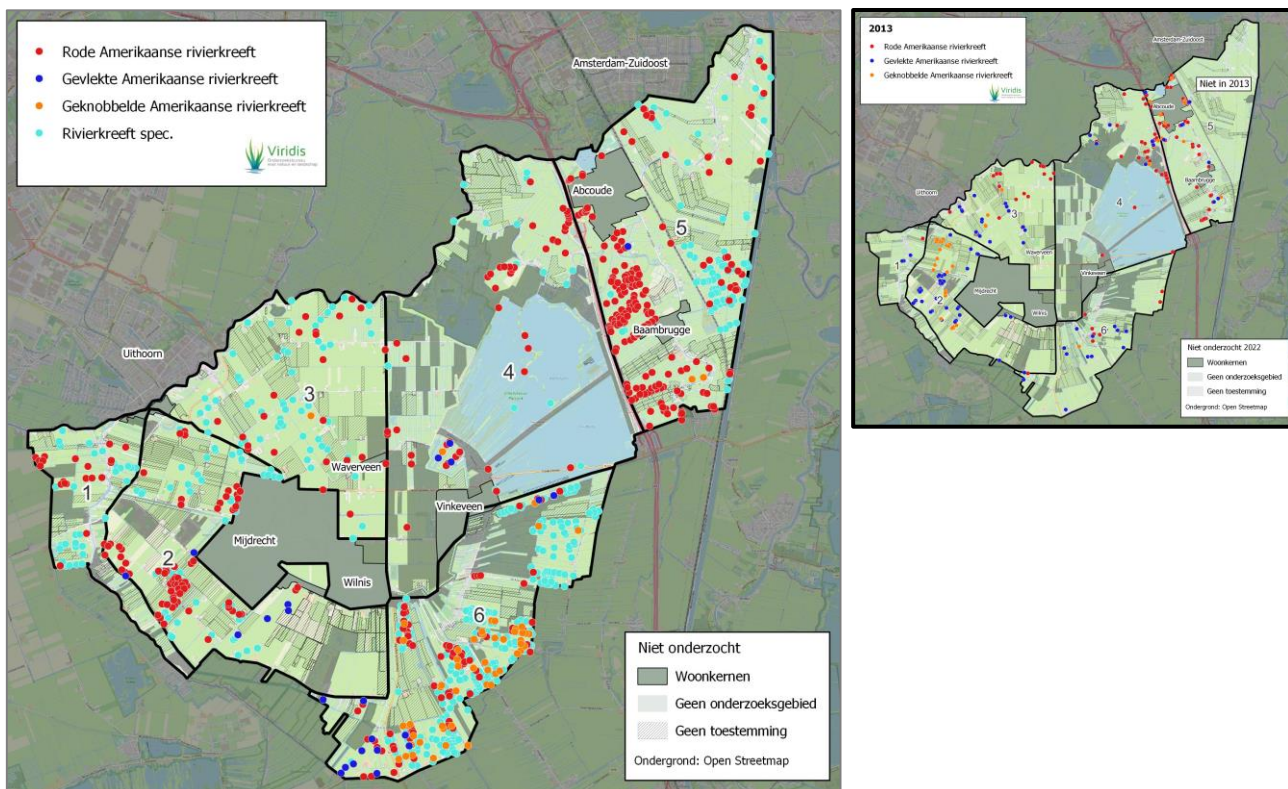 Rode Amerikaanse rivierkreeft
Gevlekte Amerikaanse rivierkreeft
Geknobbelde Amerikaanse rivierkreeft
Rivierkreeft spec.
Viridis
Amsterdam-Zuidoost
Abcoude
5
Baambrugge
Uithoorn
4
3
Waverveen
1
Vinkeveen
Mijdrecht
2
Wilnis
6
Niet onderzocht
Woonkernen
Geen onderzoeksgebied
Geen toestemming
Ondergrond: Open Streetmap
2013
Rode Amerikaanse rivierkreeft
Gevlekte Amerikaanse rivierkreeft
Geknobbelde Amerikaanse rivierkreeft
Viridis
Amsterdam-Zuidoost
Niet in 2013
Abcoude
5
Baambrugge
Uithoorn
4
3
Waverveen
1
Vinkeveen
Mijdrecht
2
Wilnis
6
Niet onderzocht 2022
Woonkernen
Geen onderzoeksgebied
Geen toestemming
Ondergrond: Open Streetmap